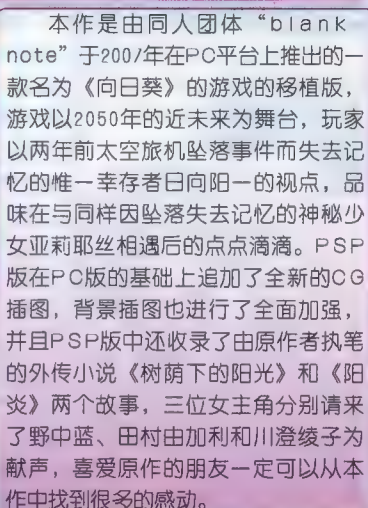 本作是由同人团体“blank
note”于2007年在PC平台上推出的一
款名为《向日葵》的游戏的移植版，
游戏以2050年的近未来为舞台，玩家
以两年前太空旅机坠落事件而失去记
忆的惟一幸存者日向阳一的视点，品
味在与同样因坠落失去记忆的神秘少
女亚莉耶丝相遇后的点点滴滴。PSP
版在PC版的基础上追加了全新的CG
插图，背景插图也进行了全面加强，
并且PSP版中还收录了由原作者执笔
的外传小说《树荫下的阳光》和《阳
炎》两个故事，三位女主角分别请来
了野中蓝、田村由加利和川澄绫子为
献声，喜爱原作的朋友一定可以从本
作中找到很多的感动。